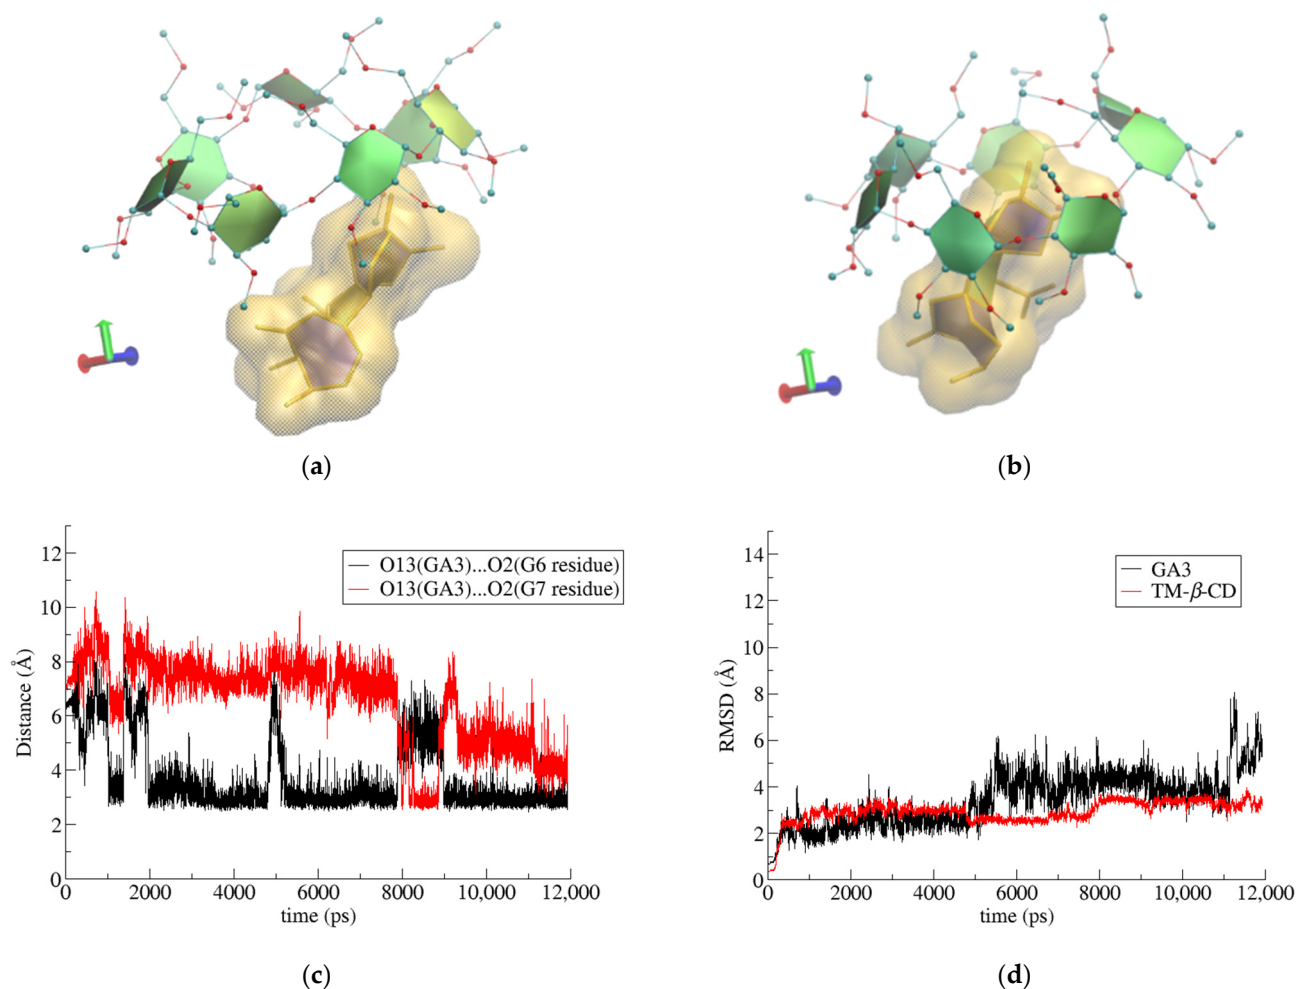 (a)
(b)
12
10
8
6
4
2
0
Distance (Å)
O13(GA3)...O2(G6 residue)
O13(GA3)...O2(G7 residue)
0 2000 4000 6000 8000 10,000 12,000
time (ps)
(c)
14
12
10
8
6
4
2
0
RMSD (Å)
GA3
TM-β-CD
0 2000 4000 6000 8000 10,000 12,000
time (ps)
(d)